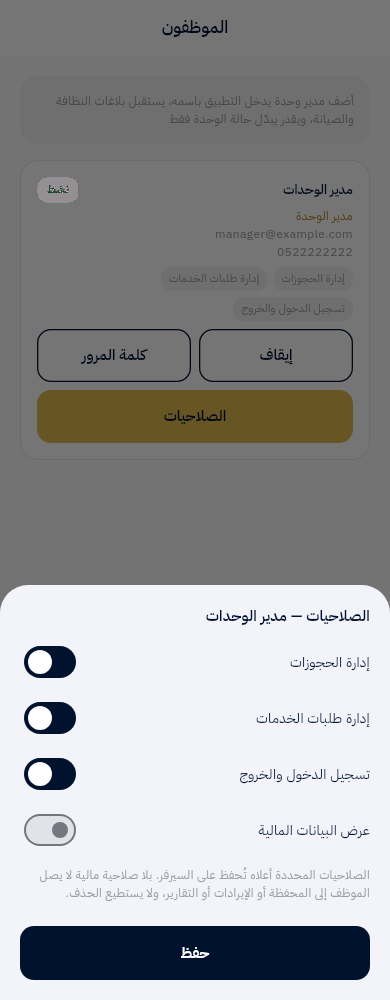 الموظفون
أضف مدير وحدة يدخل التطبيق باسمه، يستقبل بلاغات النظافة
والصيانة، ويقدر يبدّل حالة الوحدة فقط
مدير الوحدات
نشط
مدير الوحدة
manager@example.com
0522222222
إدارة الحجوزات
إدارة طلبات الخدمات
تسجيل الدخول والخروج
إيقاف
كلمة المرور
الصلاحيات
الصلاحيات — مدير الوحدات
إدارة الحجوزات
إدارة طلبات الخدمات
تسجيل الدخول والخروج
عرض البيانات المالية
الصلاحيات المحددة أعلاه تُحفظ على السيرفر. بلا صلاحية مالية لا يصل
الموظف إلى المحفظة أو الإيرادات أو التقارير، ولا يستطيع الحذف.
حفظ